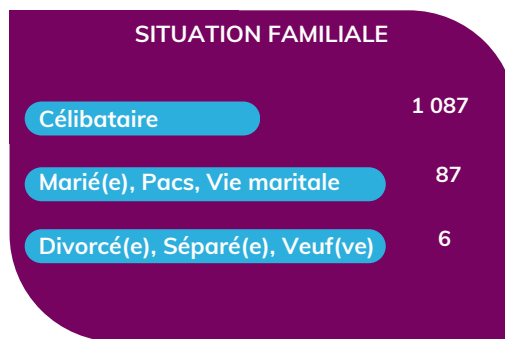 SITUATION FAMILIALE
Célibataire 1 087
Marié(e), Pacs, Vie maritale 87
Divorcé(e), Séparé(e), Veuf(ve) 6